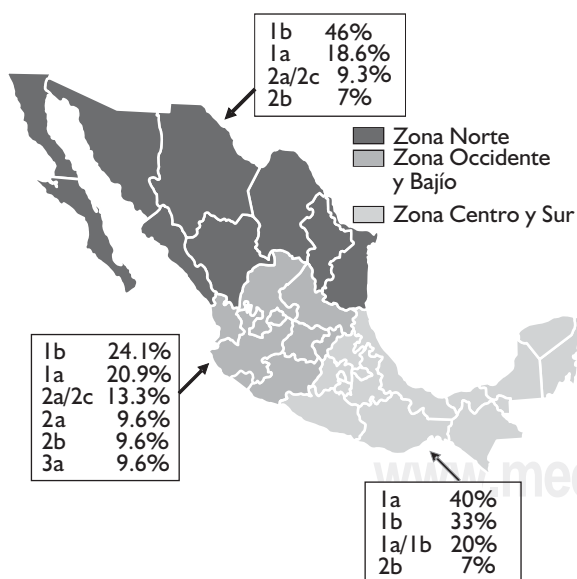 1b 46%
1a 18.6%
2a/2c 9.3%
2b 7%
Zona Norte
Zona Occidente
y Bajío
Zona Centro y Sur
1b 24.1%
1a 20.9%
2a/2c 13.3%
2a 9.6%
2b 9.6%
3a 9.6%
www.med
1a 40%
1b 33%
1a/1b 20%
2b 7%